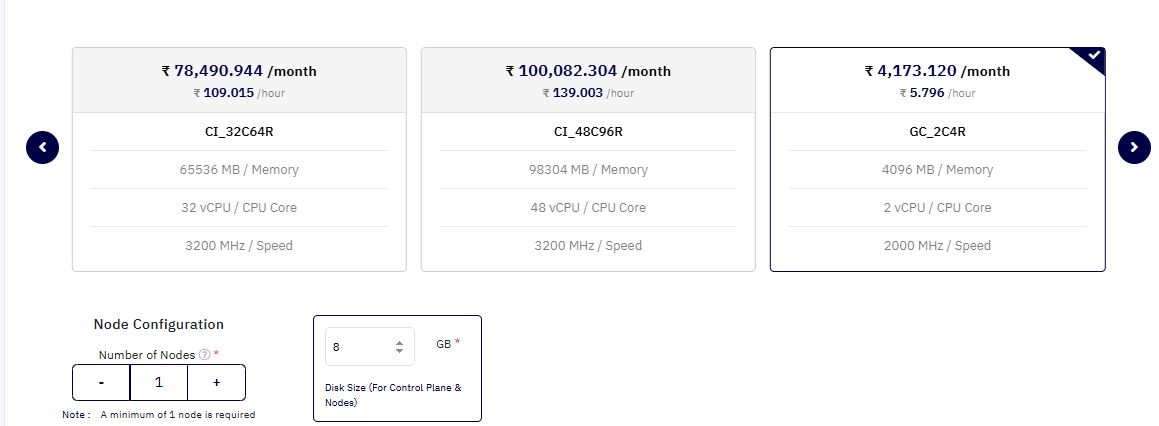 ₹ 78,490.944 /month
₹ 109.015 /hour
CI_32C64R
65536 MB / Memory
32 vCPU / CPU Core
3200 MHz / Speed
₹ 100,082.304 /month
₹ 139.003 /hour
CI_48C96R
98304 MB / Memory
48 vCPU / CPU Core
3200 MHz / Speed
₹ 4,173.120 /month
₹ 5.796 /hour
GC_2C4R
4096 MB / Memory
2 vCPU / CPU Core
2000 MHz / Speed
Node Configuration
Number of Nodes ? *
- 1 +
Note : A minimum of 1 node is required
8 GB *
Disk Size (For Control Plane &
Nodes)